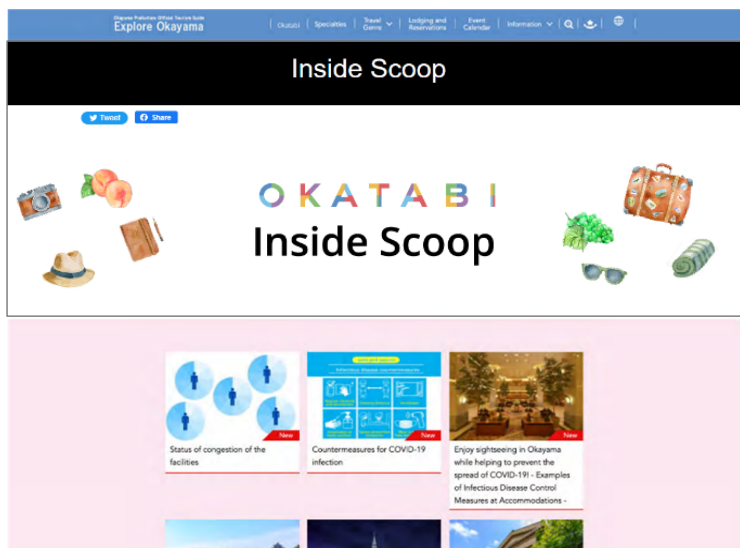 Okayama Prefecture Official Tourism Guide
Explore Okayama
Okatabi
Specialties
Travel
Genre
Lodging and
Reservations
Event
Calendar
Information
Inside Scoop
Tweet
Share
OKATABI
Inside Scoop
New
Status of congestion of the
facilities
Infectious disease countermeasures
New
Countermeasures for COVID-19
infection
New
Enjoy sightseeing in Okayama
while helping to prevent the
spread of COVID-19! - Examples
of Infectious Disease Control
Measures at Accommodations -